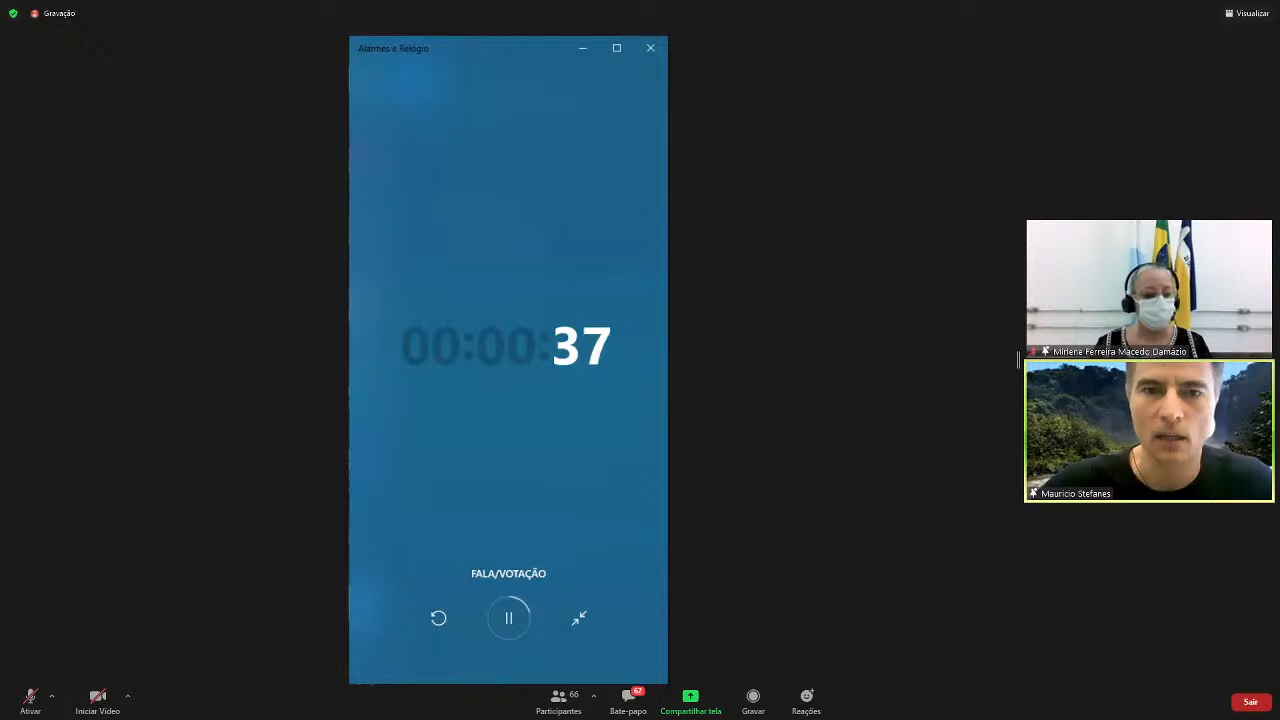 Gravação
Visualizar
Alarmes e Relógio
00:00:37
Mirlene Ferreira Macedo Damázio
Mauricio Stefanes
FALA/VOTAÇÃO
Ativar
Iniciar Vídeo
66
Participantes
62
Bate-papo
Compartilhar tela
Gravar
Reações
Sair